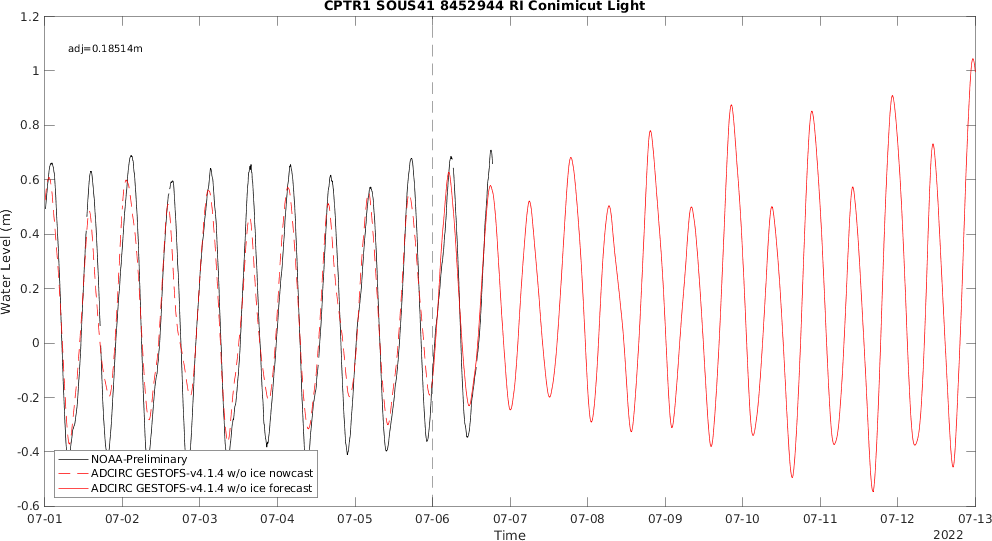 CPTR1 SOUS41 8452944 RI Conimicut Light
adj=0.18514m
1.2
1
0.8
0.6
0.4
0.2
0
-0.2
-0.4
-0.6
Water Level (m)
NOAA-Preliminary
ADCIRC GESTOFS-v4.1.4 w/o ice nowcast
ADCIRC GESTOFS-v4.1.4 w/o ice forecast
07-01 07-02 07-03 07-04 07-05 07-06 07-07 07-08 07-09 07-10 07-11 07-12 07-13
Time
2022